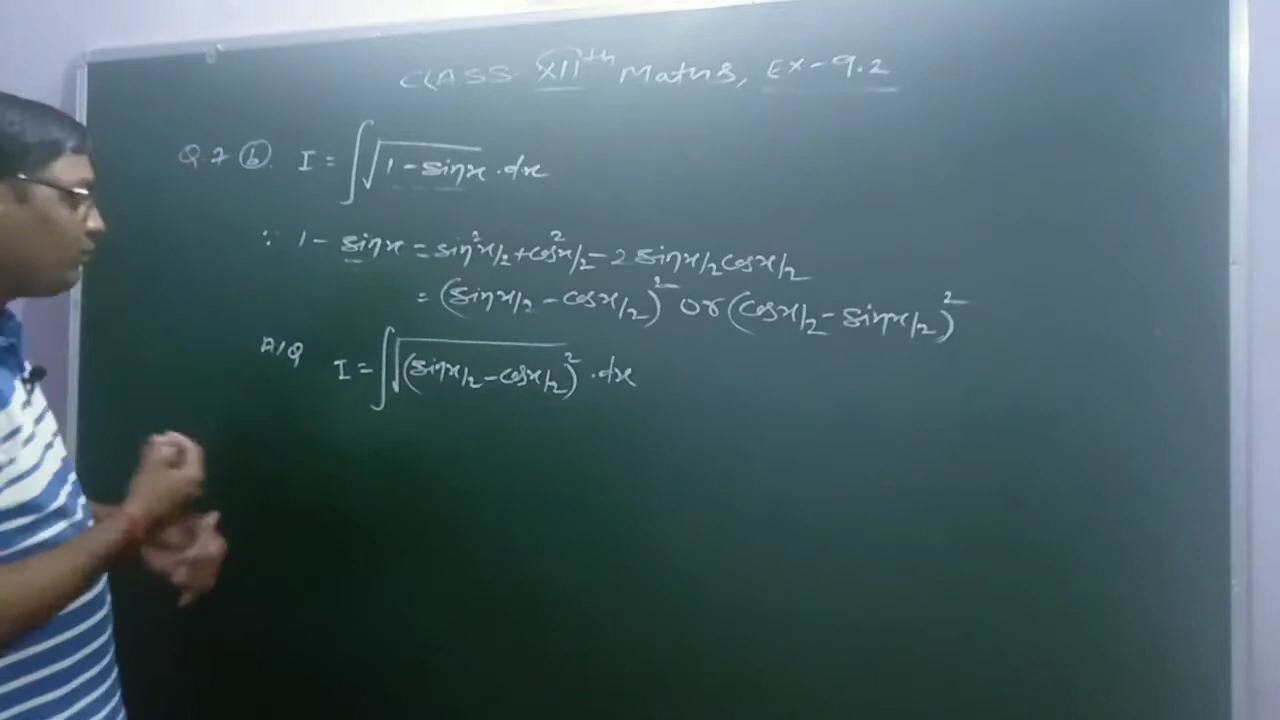 CLASS XIIth Maths, EX-9.2
Q.7 (b). I = ∫√(1 - sinx) .dx
∵ 1 - sinx = sin²x/2 + cos²x/2 - 2 sinx/2 cosx/2
= (sinx/2 - cosx/2)² or (cosx/2 - sinx/2)²
A/Q I = ∫√(sinx/2 - cosx/2)² .dx